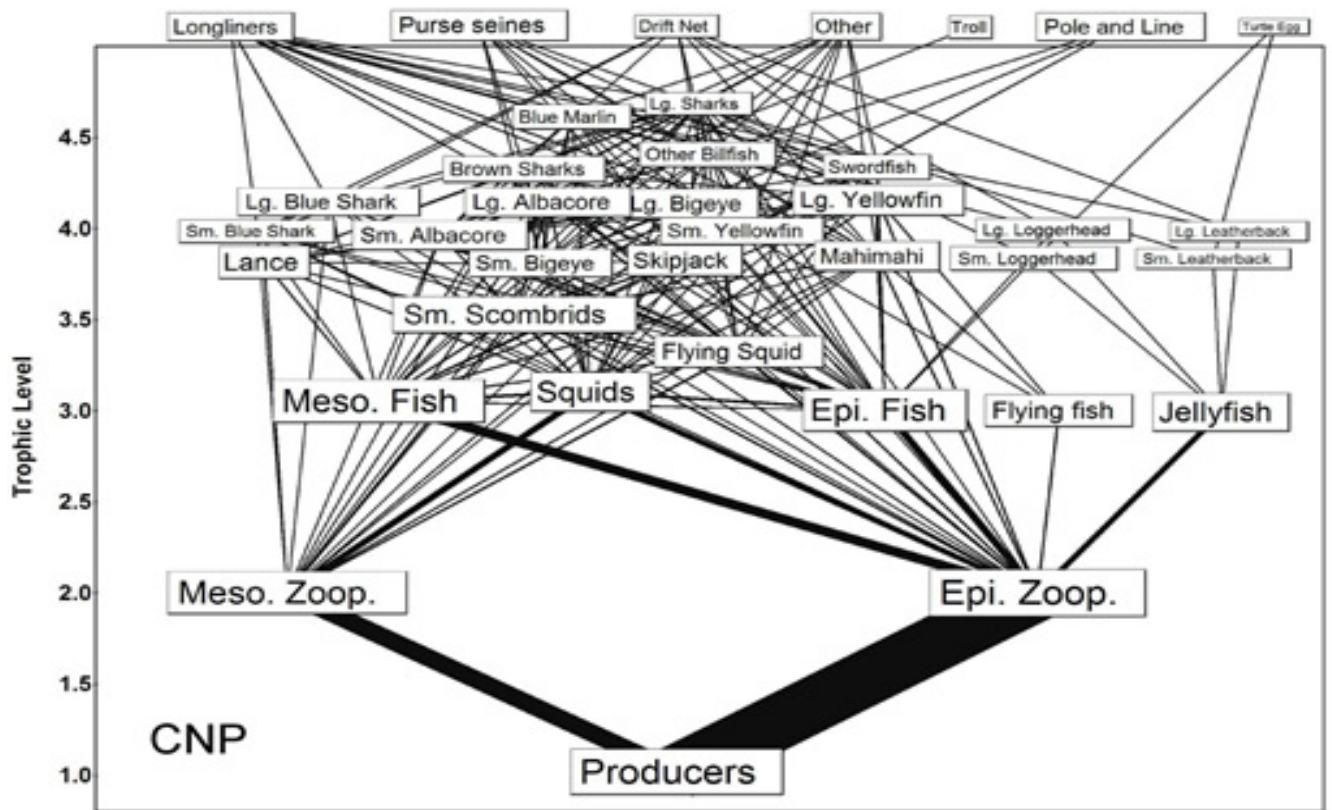 Longliners
Purse seines
Drift Net
Other
Troll
Pole and Line
Turtle Egg
Lg. Sharks
Blue Marlin
4.5
Other Billfish
Brown Sharks
Swordfish
Lg. Blue Shark
Lg. Albacore
Lg. Bigeye
Lg. Yellowfin
4.0
Sm. Blue Shark
Sm. Albacore
Sm. Yellowfin
Lg. Loggerhead
Lg. Leatherback
Lance
Sm. Bigeye
Skipjack
Mahimahi
Sm. Loggerhead
Sm. Leatherback
3.5
Sm. Scombrids
Flying Squid
3.0
Meso. Fish
Squids
Epi. Fish
Flying fish
Jellyfish
Trophic Level
2.5
2.0
Meso. Zoop.
Epi. Zoop.
1.5
CNP
1.0
Producers